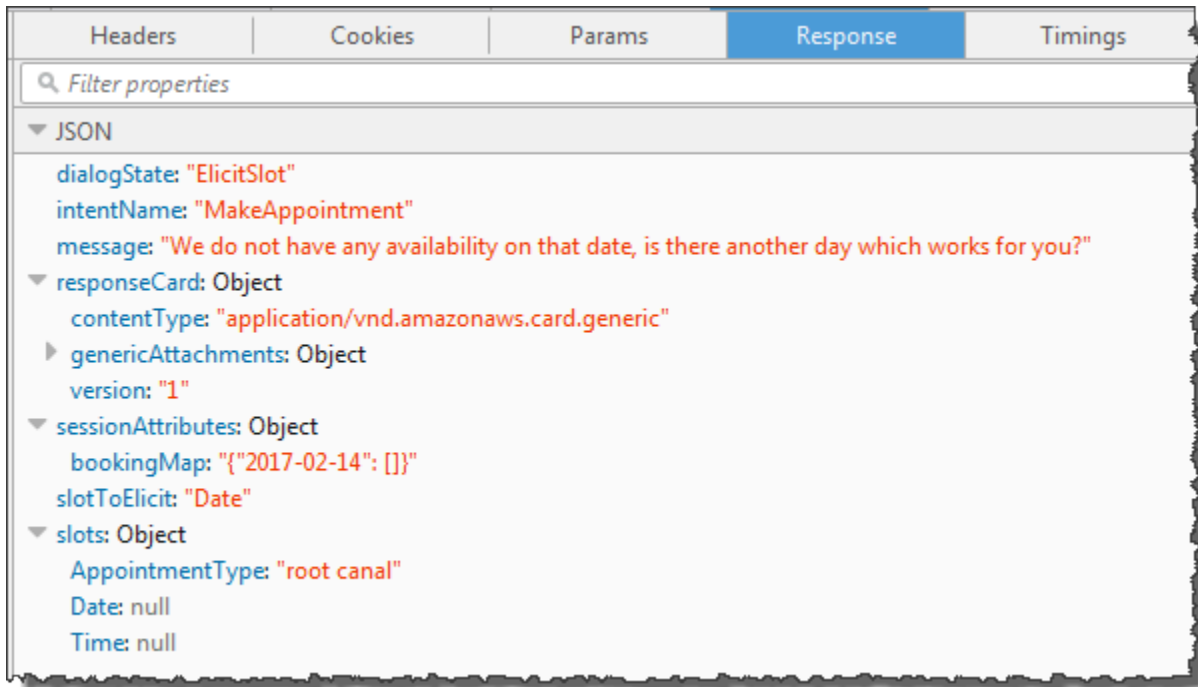 Headers Cookies Params Response Timings
Filter properties
JSON
dialogState: "ElicitSlot"
intentName: "MakeAppointment"
message: "We do not have any availability on that date, is there another day which works for you?"
responseCard: Object
contentType: "application/vnd.amazonaws.card.generic"
genericAttachments: Object
version: "1"
sessionAttributes: Object
bookingMap: "{"2017-02-14": []}"
slotToElicit: "Date"
slots: Object
AppointmentType: "root canal"
Date: null
Time: null